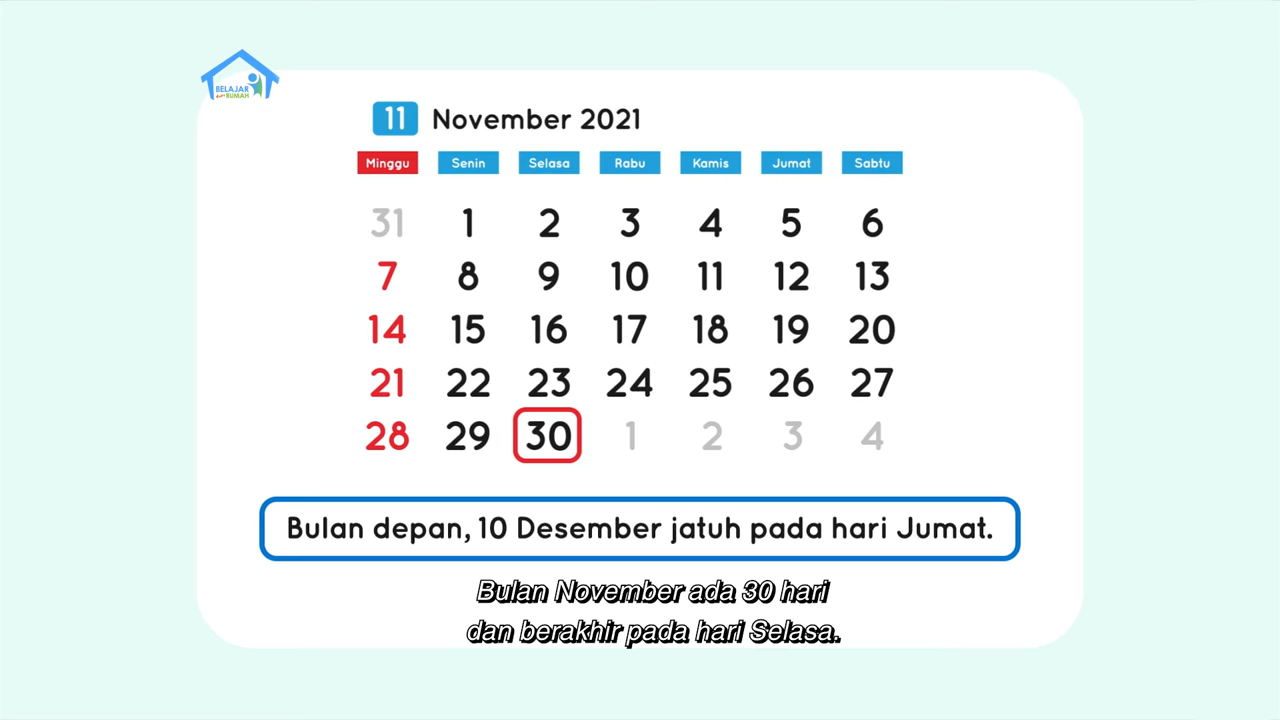 BELAJAR
dari RUMAH
11 November 2021
Minggu Senin Selasa Rabu Kamis Jumat Sabtu
31 1 2 3 4 5 6
7 8 9 10 11 12 13
14 15 16 17 18 19 20
21 22 23 24 25 26 27
28 29 30 1 2 3 4
Bulan depan, 10 Desember jatuh pada hari Jumat.
Bulan November ada 30 hari
dan berakhir pada hari Selasa.